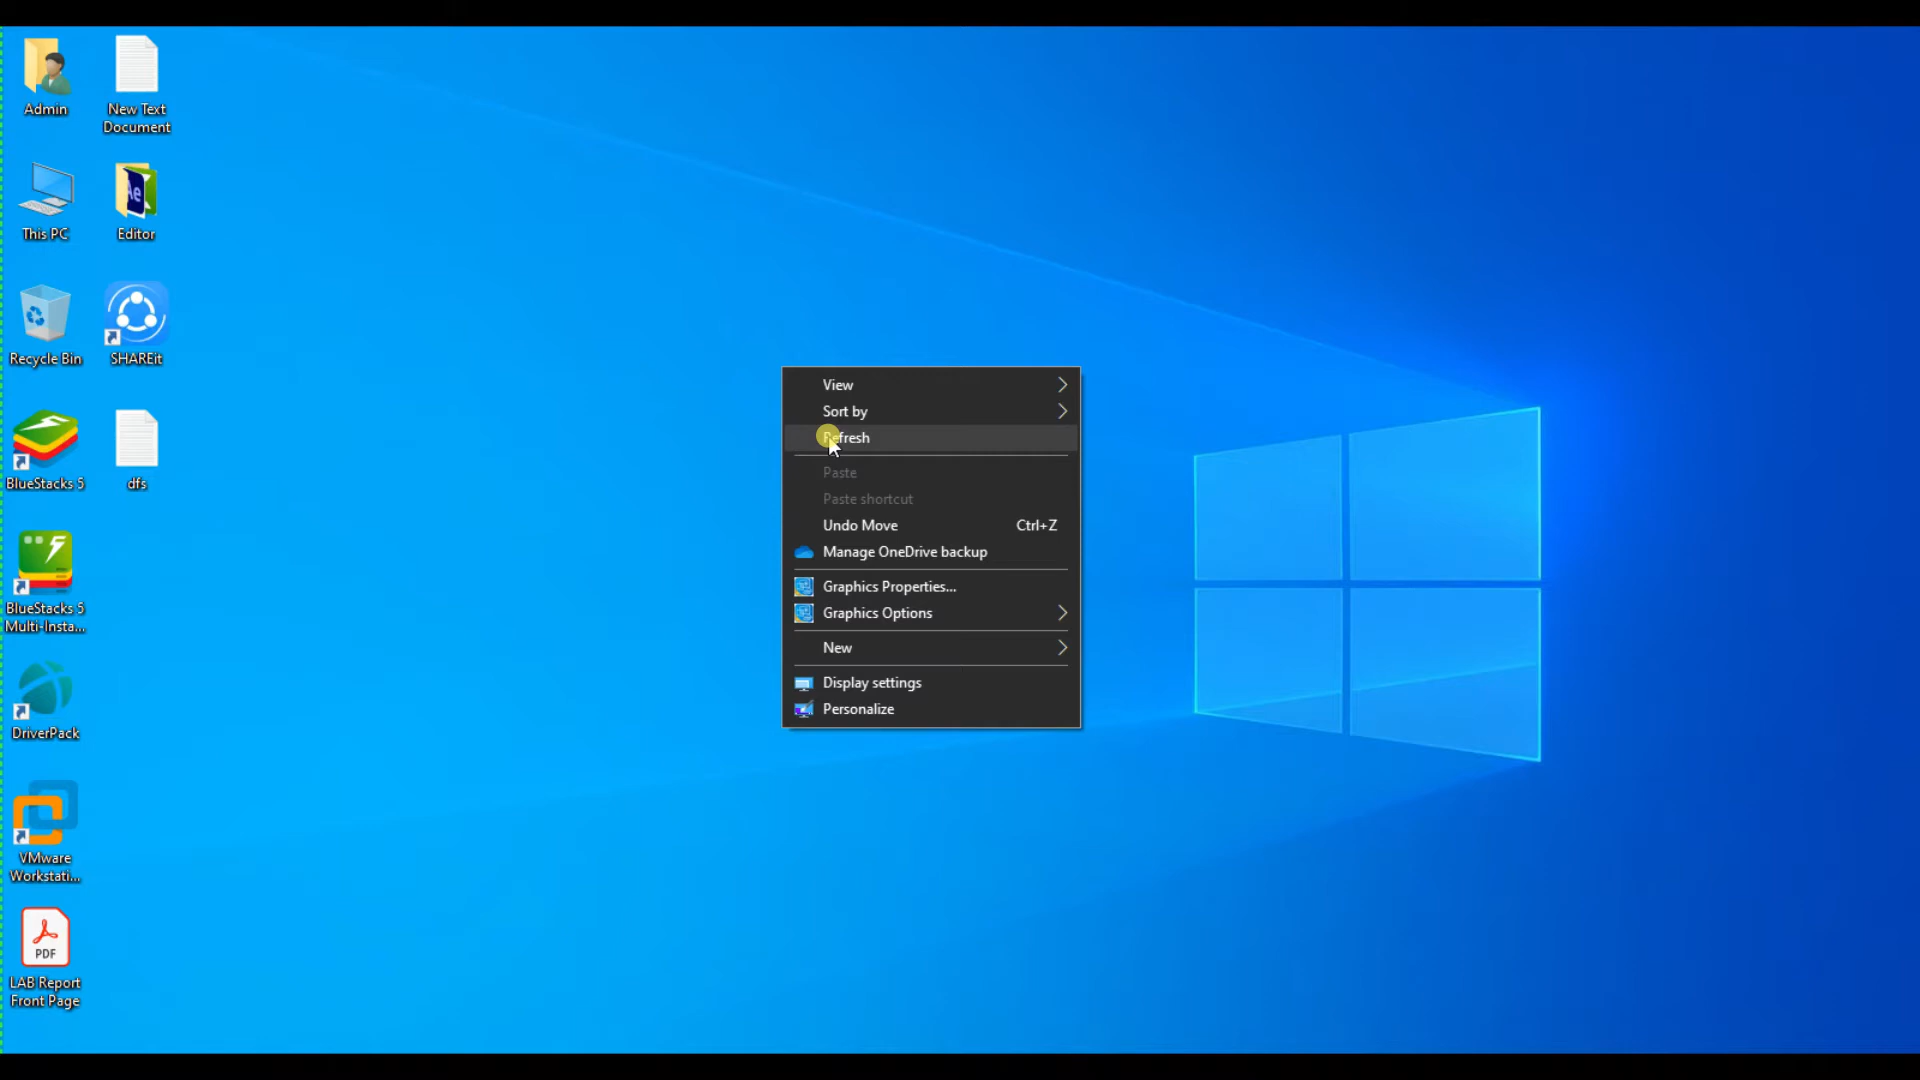 Admin
New Text
Document
This PC
Ae
Editor
Recycle Bin
SHAREit
BlueStacks 5
dfs
BlueStacks 5
Multi-Insta...
DriverPack
VMware
Workstati...
PDF
LAB Report
Front Page
View
Sort by
Refresh
Paste
Paste shortcut
Undo Move Ctrl+Z
Manage OneDrive backup
Graphics Properties...
Graphics Options
New
Display settings
Personalize